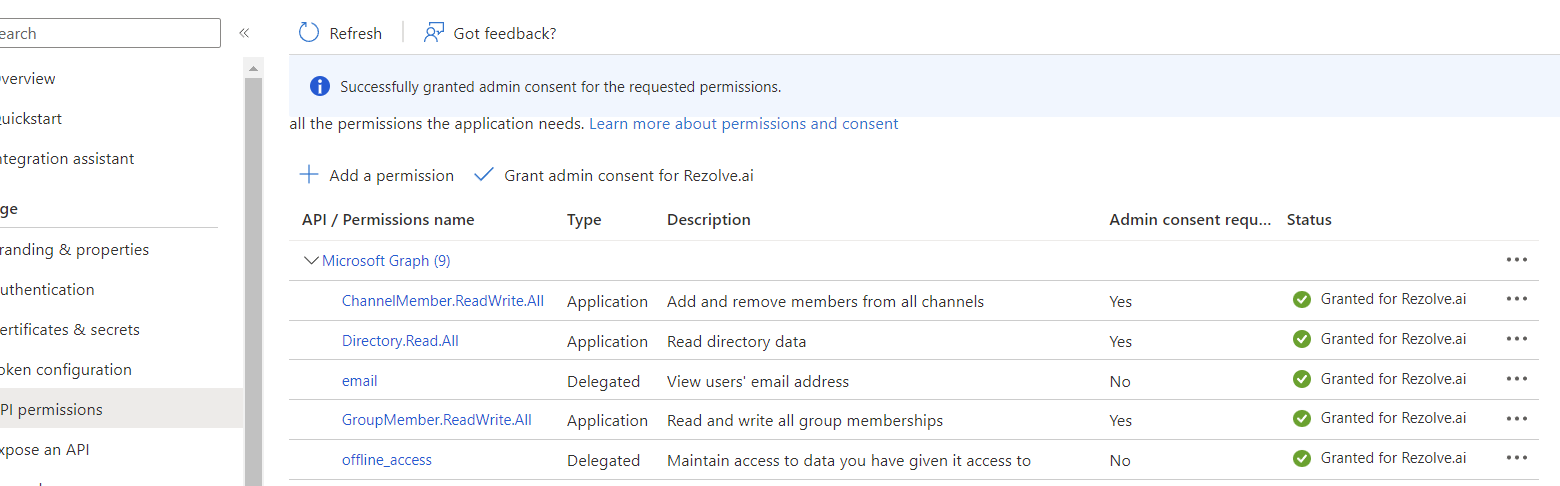 earch
Refresh
Got feedback?
verview
Successfully granted admin consent for the requested permissions.
uickstart
all the permissions the application needs. Learn more about permissions and consent
ntegration assistant
Add a permission
Grant admin consent for Rezolve.ai
ge
API / Permissions name Type Description Admin consent requ... Status
randing & properties
Microsoft Graph (9)
uthentication
ChannelMember.ReadWrite.All Application Add and remove members from all channels Yes Granted for Rezolve.ai
ertificates & secrets
Directory.Read.All Application Read directory data Yes Granted for Rezolve.ai
oken configuration
email Delegated View users' email address No Granted for Rezolve.ai
PI permissions
GroupMember.ReadWrite.All Application Read and write all group memberships Yes Granted for Rezolve.ai
xpose an API
offline_access Delegated Maintain access to data you have given it access to No Granted for Rezolve.ai